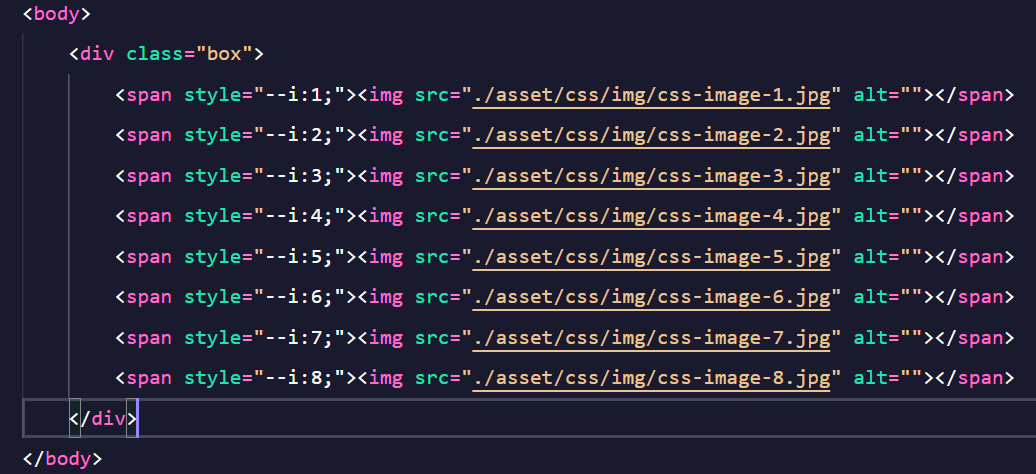 <body>
<div class="box">
<span style="--i:1;"><img src="./asset/css/img/css-image-1.jpg" alt=""></span>
<span style="--i:2;"><img src="./asset/css/img/css-image-2.jpg" alt=""></span>
<span style="--i:3;"><img src="./asset/css/img/css-image-3.jpg" alt=""></span>
<span style="--i:4;"><img src="./asset/css/img/css-image-4.jpg" alt=""></span>
<span style="--i:5;"><img src="./asset/css/img/css-image-5.jpg" alt=""></span>
<span style="--i:6;"><img src="./asset/css/img/css-image-6.jpg" alt=""></span>
<span style="--i:7;"><img src="./asset/css/img/css-image-7.jpg" alt=""></span>
<span style="--i:8;"><img src="./asset/css/img/css-image-8.jpg" alt=""></span>
</div>
</body>